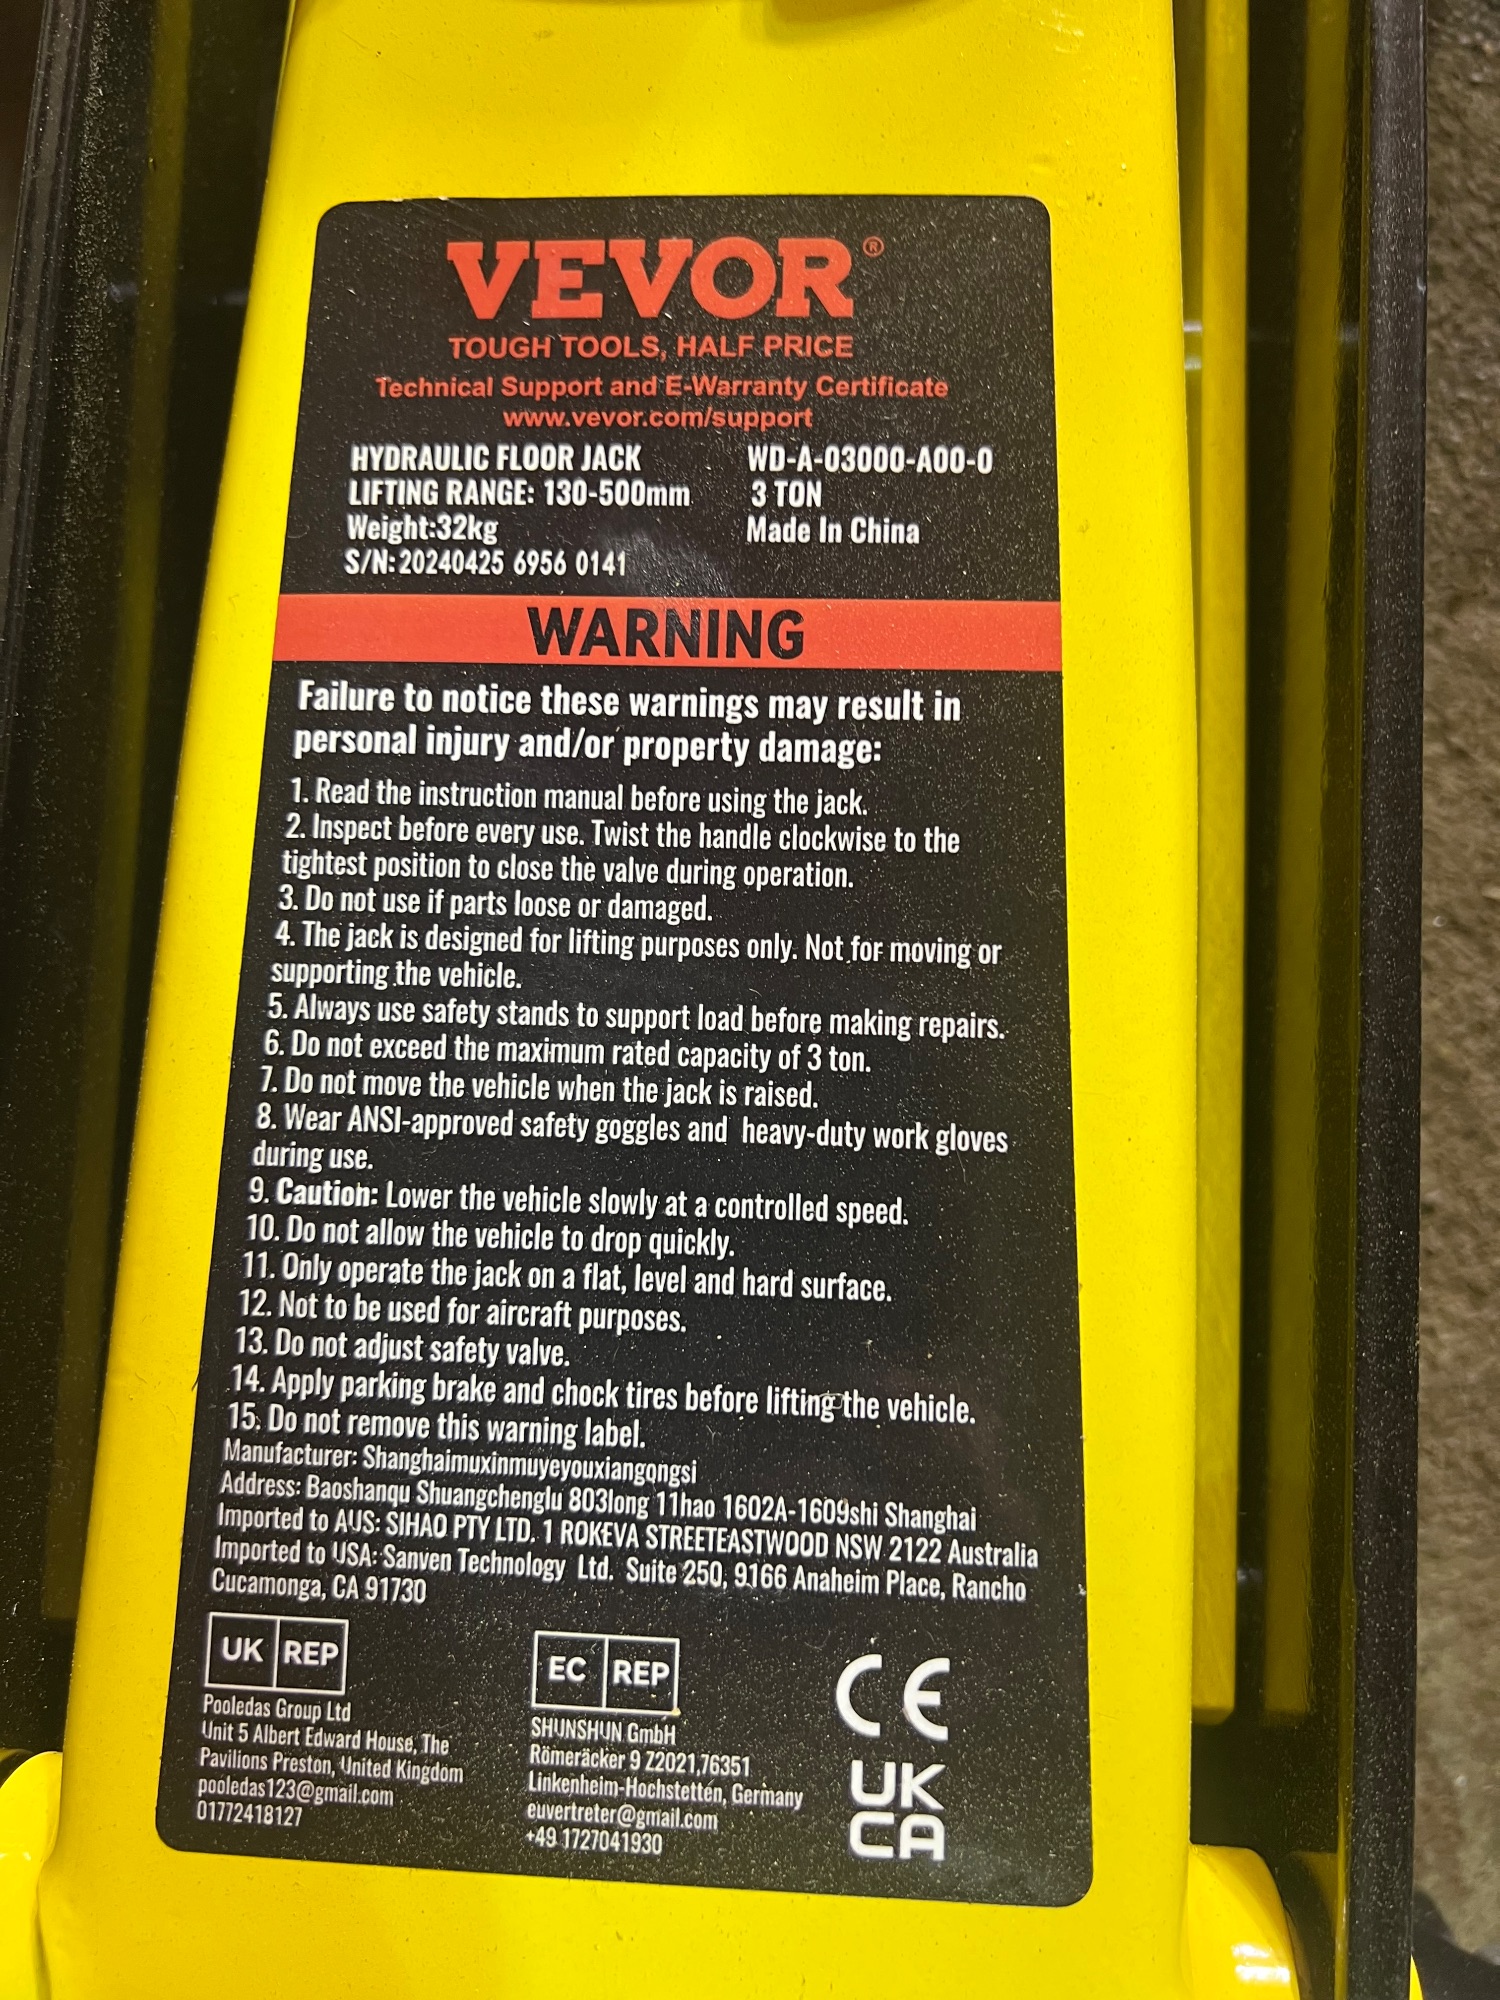 VEVOR®
TOUGH TOOLS, HALF PRICE
Technical Support and E-Warranty Certificate
www.vevor.com/support
HYDRAULIC FLOOR JACK WD-A-03000-A00-0
LIFTING RANGE: 130-500mm 3 TON
Weight:32kg Made In China
S/N: 20240425 6956 0141
WARNING
Failure to notice these warnings may result in
personal injury and/or property damage:
1. Read the instruction manual before using the jack.
2. Inspect before every use. Twist the handle clockwise to the
tightest position to close the valve during operation.
3. Do not use if parts loose or damaged.
4. The jack is designed for lifting purposes only. Not for moving or
supporting the vehicle.
5. Always use safety stands to support load before making repairs.
6. Do not exceed the maximum rated capacity of 3 ton.
7. Do not move the vehicle when the jack is raised.
8. Wear ANSI-approved safety goggles and heavy-duty work gloves
during use.
9. Caution: Lower the vehicle slowly at a controlled speed.
10. Do not allow the vehicle to drop quickly.
11. Only operate the jack on a flat, level and hard surface.
12. Not to be used for aircraft purposes.
13. Do not adjust safety valve.
14. Apply parking brake and chock tires before lifting the vehicle.
15. Do not remove this warning label.
Manufacturer: Shanghaimuxinmuyeyouxiangongsi
Address: Baoshanqu Shuangchenglu 803long 11hao 1602A-1609shi Shanghai
Imported to AUS: SIHAO PTY LTD. 1 ROKEVA STREETEASTWOOD NSW 2122 Australia
Imported to USA: Sanven Technology Ltd. Suite 250, 9166 Anaheim Place, Rancho
Cucamonga, CA 91730
UK REP
Pooledas Group Ltd
Unit 5 Albert Edward House, The
Pavilions Preston, United Kingdom
pooledas123@gmail.com
01772418127
EC REP
SHUNSHUN GmbH
Römeräcker 9 Z2021,76351
Linkenheim-Hochstetten, Germany
euvertreter@gmail.com
+49 1727041930
CE
UK
CA